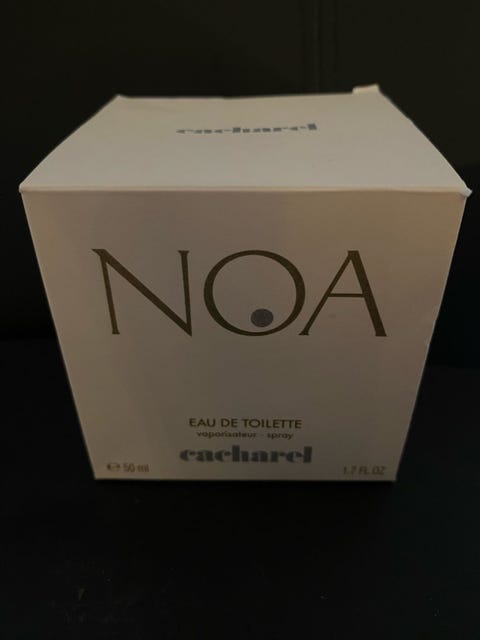 cacharel
NOA
EAU DE TOILETTE
vaporisateur - spray
cacharel
℮ 50 ml 1.7 FL.OZ